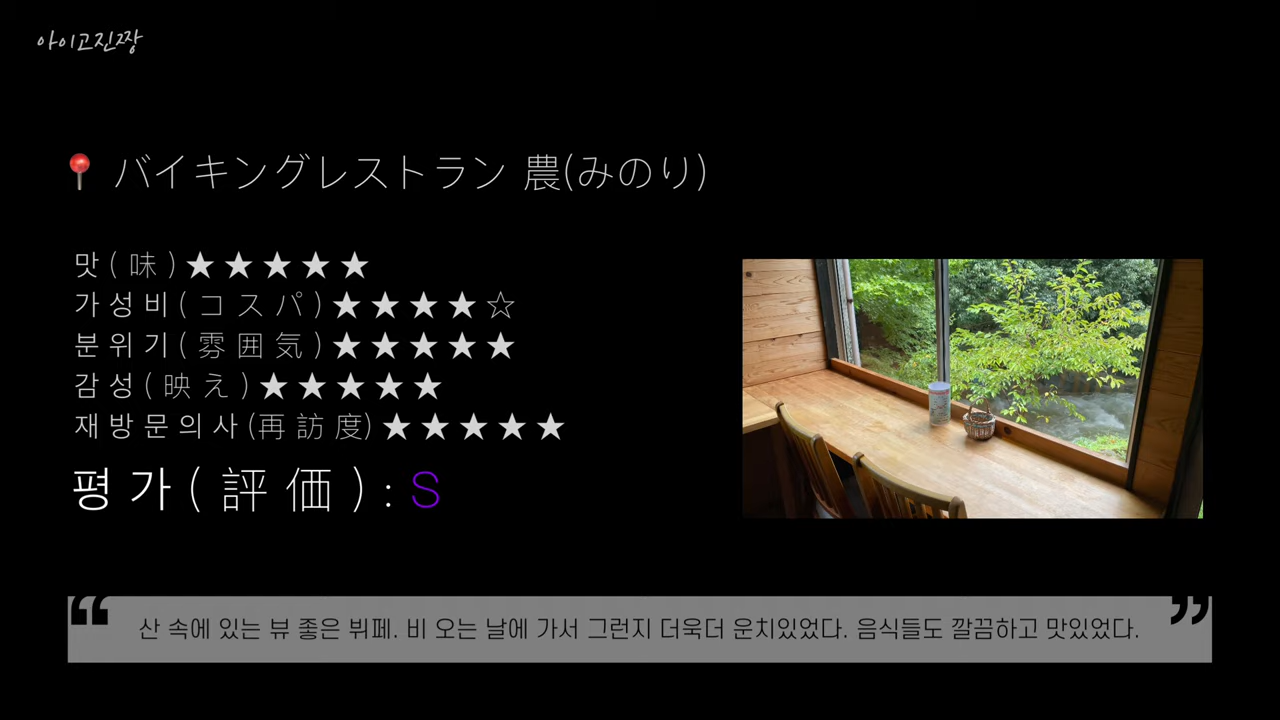 아이고진짱
バイキングレストラン 農(みのり)
맛(味)★★★★★
가성비(コスパ)★★★★☆
분위기(雰囲気)★★★★★
감성(映え)★★★★★
재방문의사(再訪度)★★★★★
평가(評価):S
“산 속에 있는 뷰 좋은 뷔페. 비 오는 날에 가서 그런지 더욱더 운치있었다. 음식들도 깔끔하고 맛있었다.”